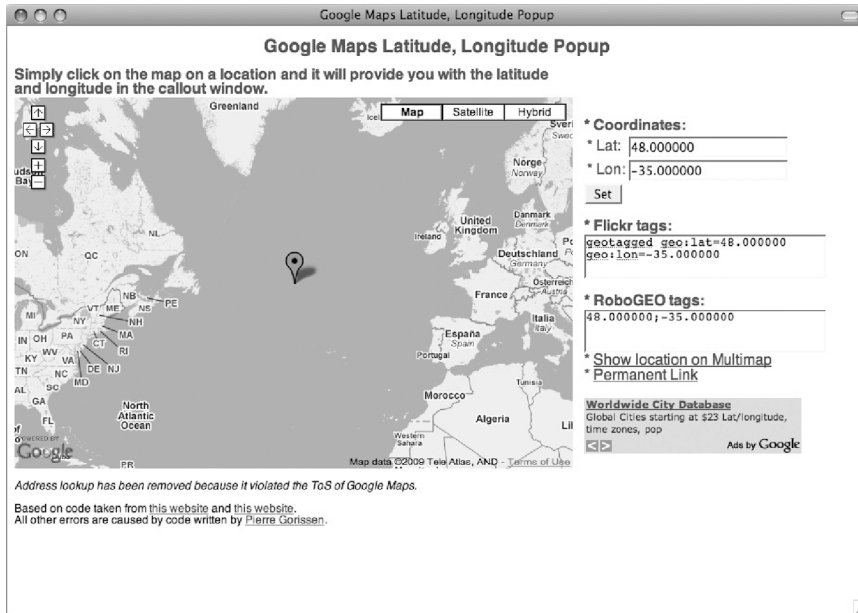 Google Maps Latitude, Longitude Popup
Google Maps Latitude, Longitude Popup
Simply click on the map on a location and it will provide you with the latitude
and longitude in the callout window.
Greenland
Map
Satellite
Hybrid
Norge
Norway
United
Kingdom
Danmark
Denmark
Ireland
Deutschland
Germany
Österreich
Austria
France
Italia
Italy
España
Spain
Portugal
Tunisia
Morocco
Algeria
Western
Sahara
NL
QC
ON
NB
PE
VT ME NS
MI
NY
NH
MA
IN OH PA
CT
RI
WV
KY VA
DE NJ
TN NC
MD
SC
AL
GA
FL
North
Atlantic
Ocean
PR
POWERED BY
Google
Map data ©2009 Tele Atlas, AND - Terms of Use
* Coordinates:
* Lat: 48.000000
* Lon: -35.000000
Set
* Flickr tags:
geotagged geo:lat=48.000000
geo:lon=-35.000000
* RoboGEO tags:
48.000000;-35.000000
* Show location on Multimap
* Permanent Link
Worldwide City Database
Global Cities starting at $23 Lat/longitude,
time zones, pop
Ads by Google
Address lookup has been removed because it violated the ToS of Google Maps.
Based on code taken from this website and this website.
All other errors are caused by code written by Pierre Gorissen.